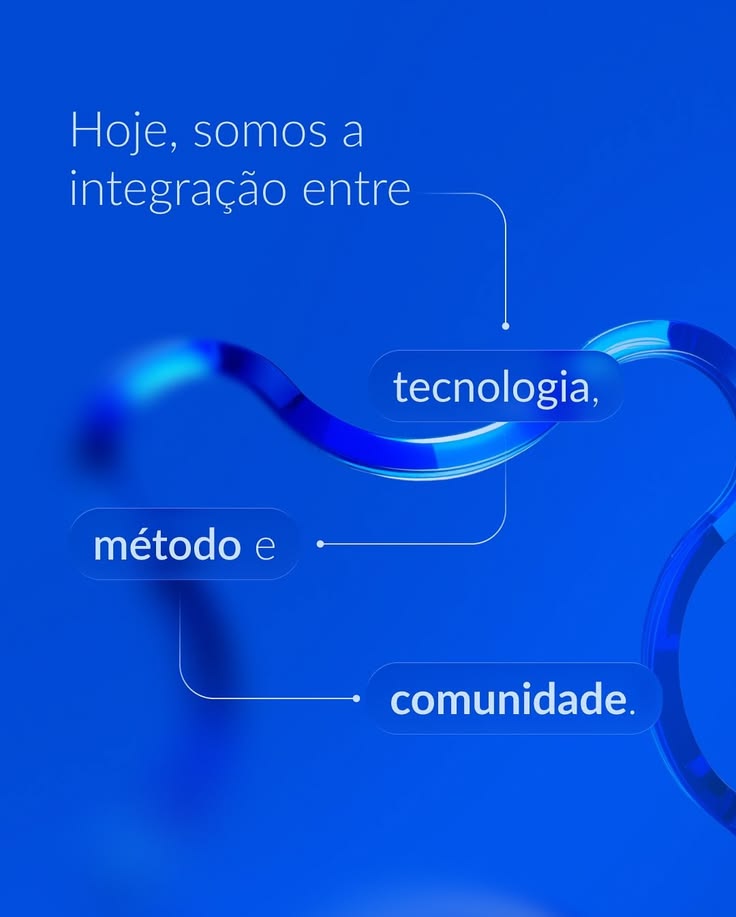 Hoje, somos a
integração entre
tecnologia,
método e
comunidade.